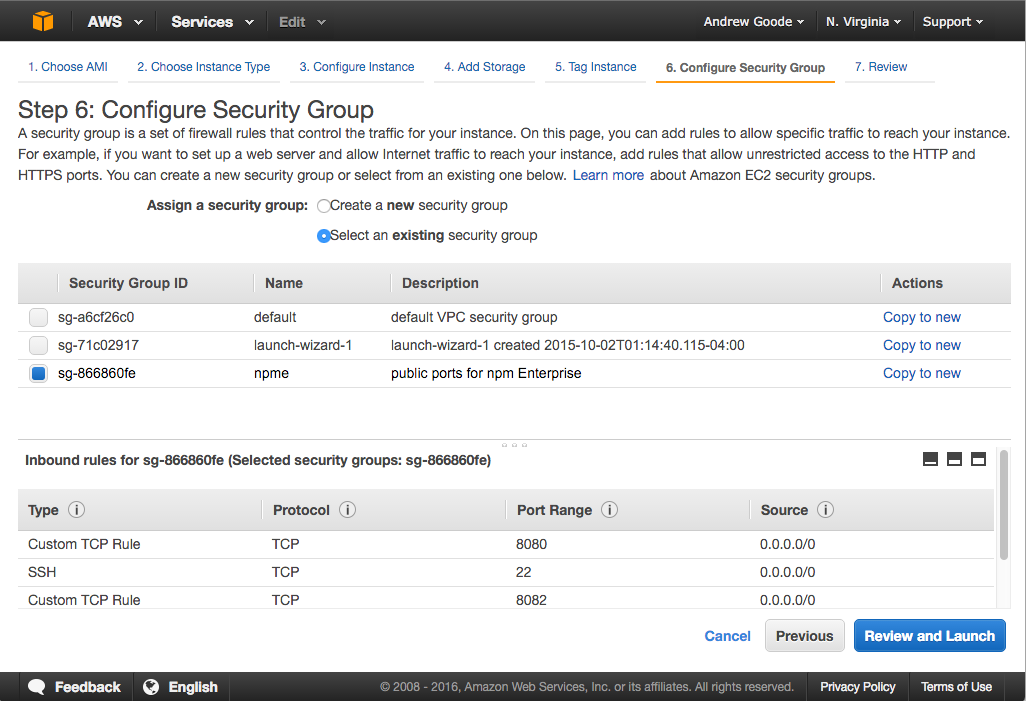 AWS Services Edit Andrew Goode N. Virginia Support
1. Choose AMI 2. Choose Instance Type 3. Configure Instance 4. Add Storage 5. Tag Instance 6. Configure Security Group 7. Review
Step 6: Configure Security Group
A security group is a set of firewall rules that control the traffic for your instance. On this page, you can add rules to allow specific traffic to reach your instance.
For example, if you want to set up a web server and allow Internet traffic to reach your instance, add rules that allow unrestricted access to the HTTP and
HTTPS ports. You can create a new security group or select from an existing one below. Learn more about Amazon EC2 security groups.
Assign a security group: Create a new security group
Select an existing security group
Security Group ID Name Description Actions
sg-a6cf26c0 default default VPC security group Copy to new
sg-71c02917 launch-wizard-1 launch-wizard-1 created 2015-10-02T01:14:40.115-04:00 Copy to new
sg-866860fe npme public ports for npm Enterprise Copy to new
Inbound rules for sg-866860fe (Selected security groups: sg-866860fe)
Type i Protocol i Port Range i Source i
Custom TCP Rule TCP 8080 0.0.0.0/0
SSH TCP 22 0.0.0.0/0
Custom TCP Rule TCP 8082 0.0.0.0/0
Cancel Previous Review and Launch
Feedback English © 2008 - 2016, Amazon Web Services, Inc. or its affiliates. All rights reserved. Privacy Policy Terms of Use